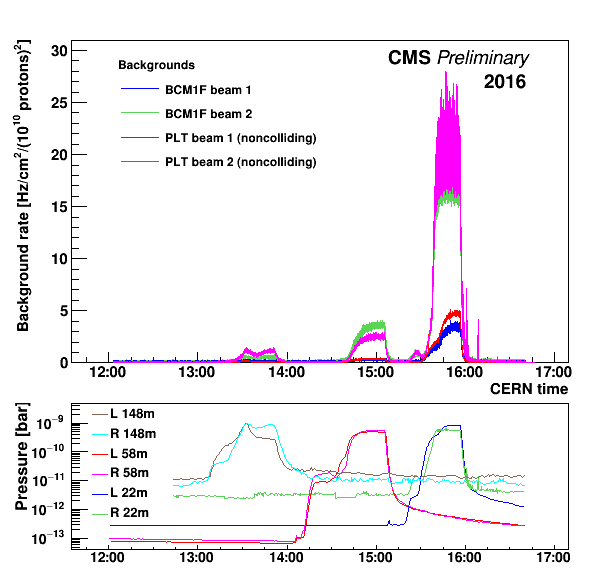 CMS Preliminary
2016
Backgrounds
BCM1F beam 1
BCM1F beam 2
PLT beam 1 (noncolliding)
PLT beam 2 (noncolliding)
Background rate [Hz/cm²/(10¹⁰ protons)²]
30
25
20
15
10
5
0
12:00 13:00 14:00 15:00 16:00 17:00
CERN time
Pressure [bar]
10⁻⁹
10⁻¹⁰
10⁻¹¹
10⁻¹²
10⁻¹³
L 148m
R 148m
L 58m
R 58m
L 22m
R 22m
12:00 13:00 14:00 15:00 16:00 17:00